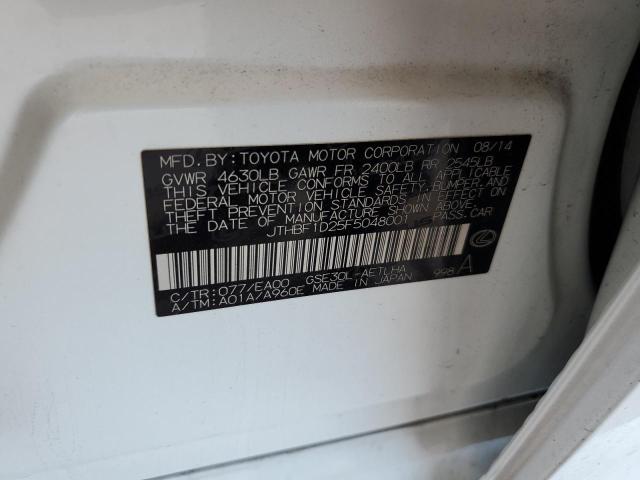 MFD. BY: TOYOTA MOTOR CORPORATION 08/14
GVWR 4630LB GAWR FR 2400LB RR 2545LB
THIS VEHICLE CONFORMS TO ALL APPLICABLE
FEDERAL MOTOR VEHICLE SAFETY, BUMPER, AND
THEFT PREVENTION STANDARDS IN EFFECT ON
THE DATE OF MANUFACTURE SHOWN ABOVE.
JTHBF1D25F5048001 PASS. CAR
C/TR: 077/EA00 GSE30L-AETLHA 998 A
A/TM: A01A/A960E MADE IN JAPAN